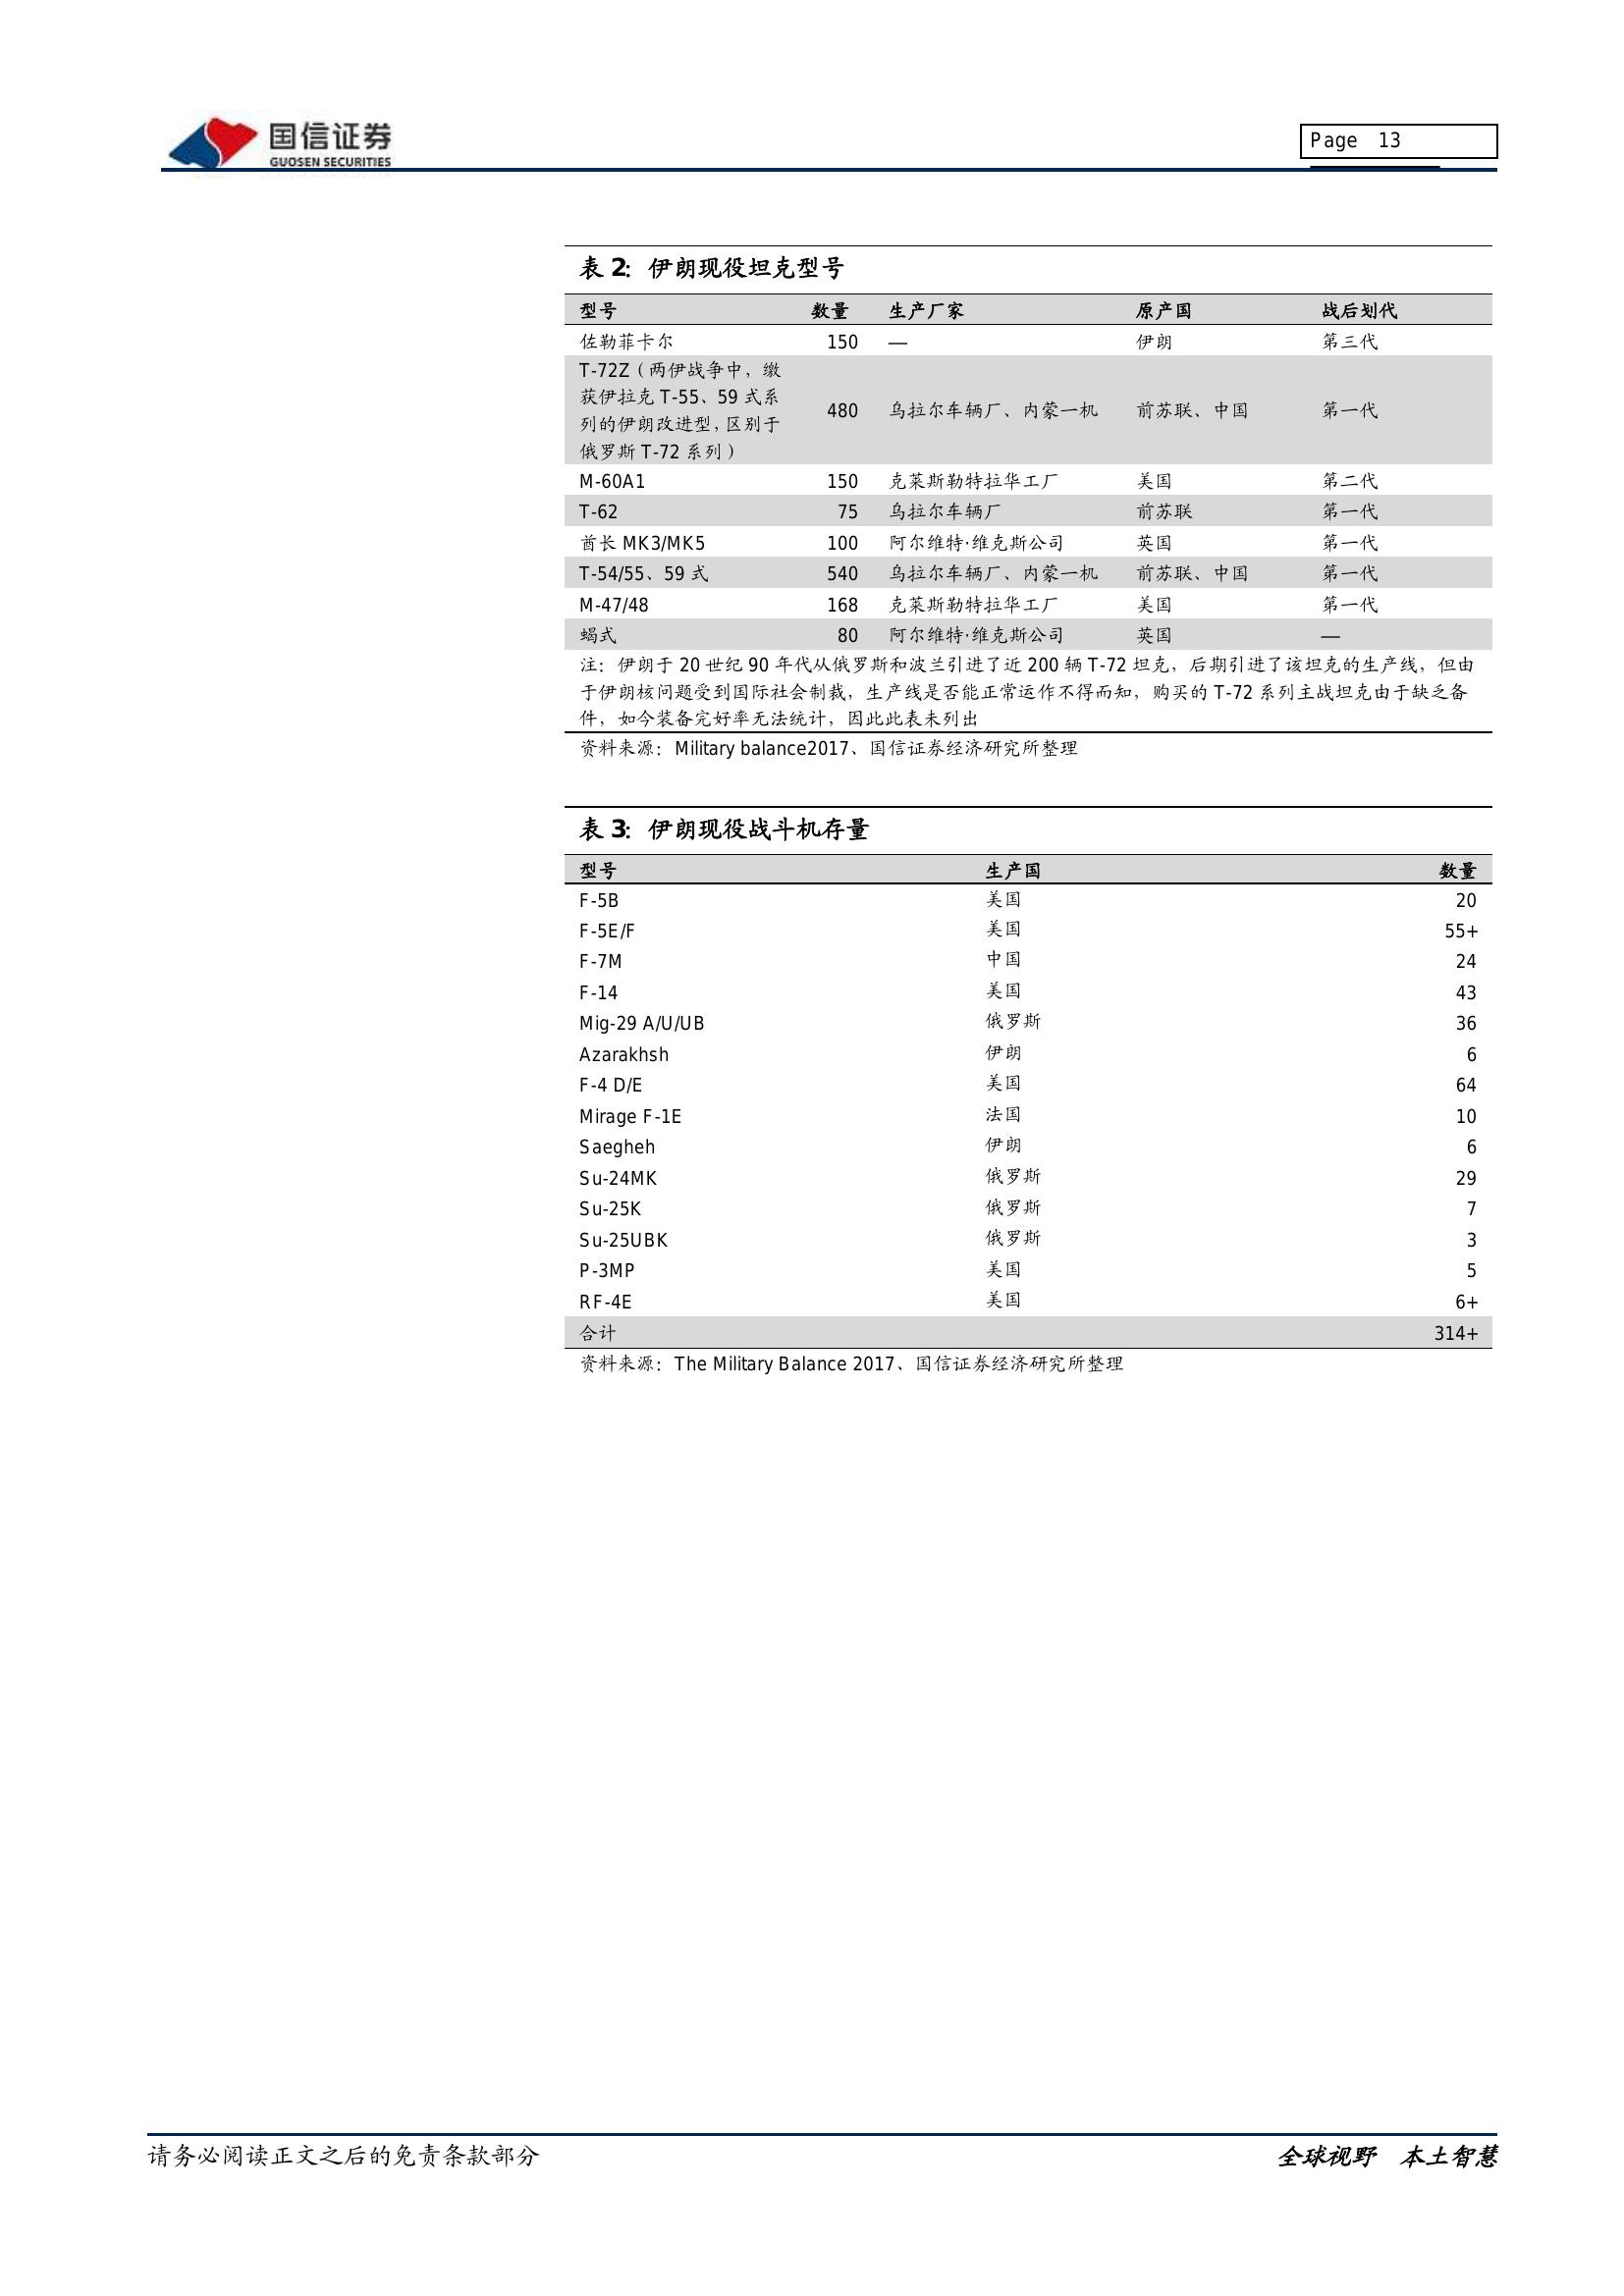 国信证券
GUOSEN SECURITIES
Page 13
表 2: 伊朗现役坦克型号
型号 数量 生产厂家 原产国 战后划代
佐勒菲卡尔 150 — 伊朗 第三代
T-72Z（两伊战争中，缴
获伊拉克 T-55、59 式系
列的伊朗改进型，区别于
俄罗斯 T-72 系列）
480 乌拉尔车辆厂、内蒙一机 前苏联、中国 第一代
M-60A1 150 克莱斯勒特拉华工厂 美国 第二代
T-62 75 乌拉尔车辆厂 前苏联 第一代
酋长 MK3/MK5 100 阿尔维特·维克斯公司 英国 第一代
T-54/55、59 式 540 乌拉尔车辆厂、内蒙一机 前苏联、中国 第一代
M-47/48 168 克莱斯勒特拉华工厂 美国 第一代
蝎式 80 阿尔维特·维克斯公司 英国 —
注：伊朗于 20 世纪 90 年代从俄罗斯和波兰引进了近 200 辆 T-72 坦克，后期引进了该坦克的生产线，但由
于伊朗核问题受到国际社会制裁，生产线是否能正常运作不得而知，购买的 T-72 系列主战坦克由于缺乏备
件，如今装备完好率无法统计，因此此表未列出
资料来源：Military balance2017、国信证券经济研究所整理
表 3: 伊朗现役战斗机存量
型号 生产国 数量
F-5B 美国 20
F-5E/F 美国 55+
F-7M 中国 24
F-14 美国 43
Mig-29 A/U/UB 俄罗斯 36
Azarakhsh 伊朗 6
F-4 D/E 美国 64
Mirage F-1E 法国 10
Saegheh 伊朗 6
Su-24MK 俄罗斯 29
Su-25K 俄罗斯 7
Su-25UBK 俄罗斯 3
P-3MP 美国 5
RF-4E 美国 6+
合计 314+
资料来源：The Military Balance 2017、国信证券经济研究所整理
请务必阅读正文之后的免责条款部分
全球视野 本土智慧